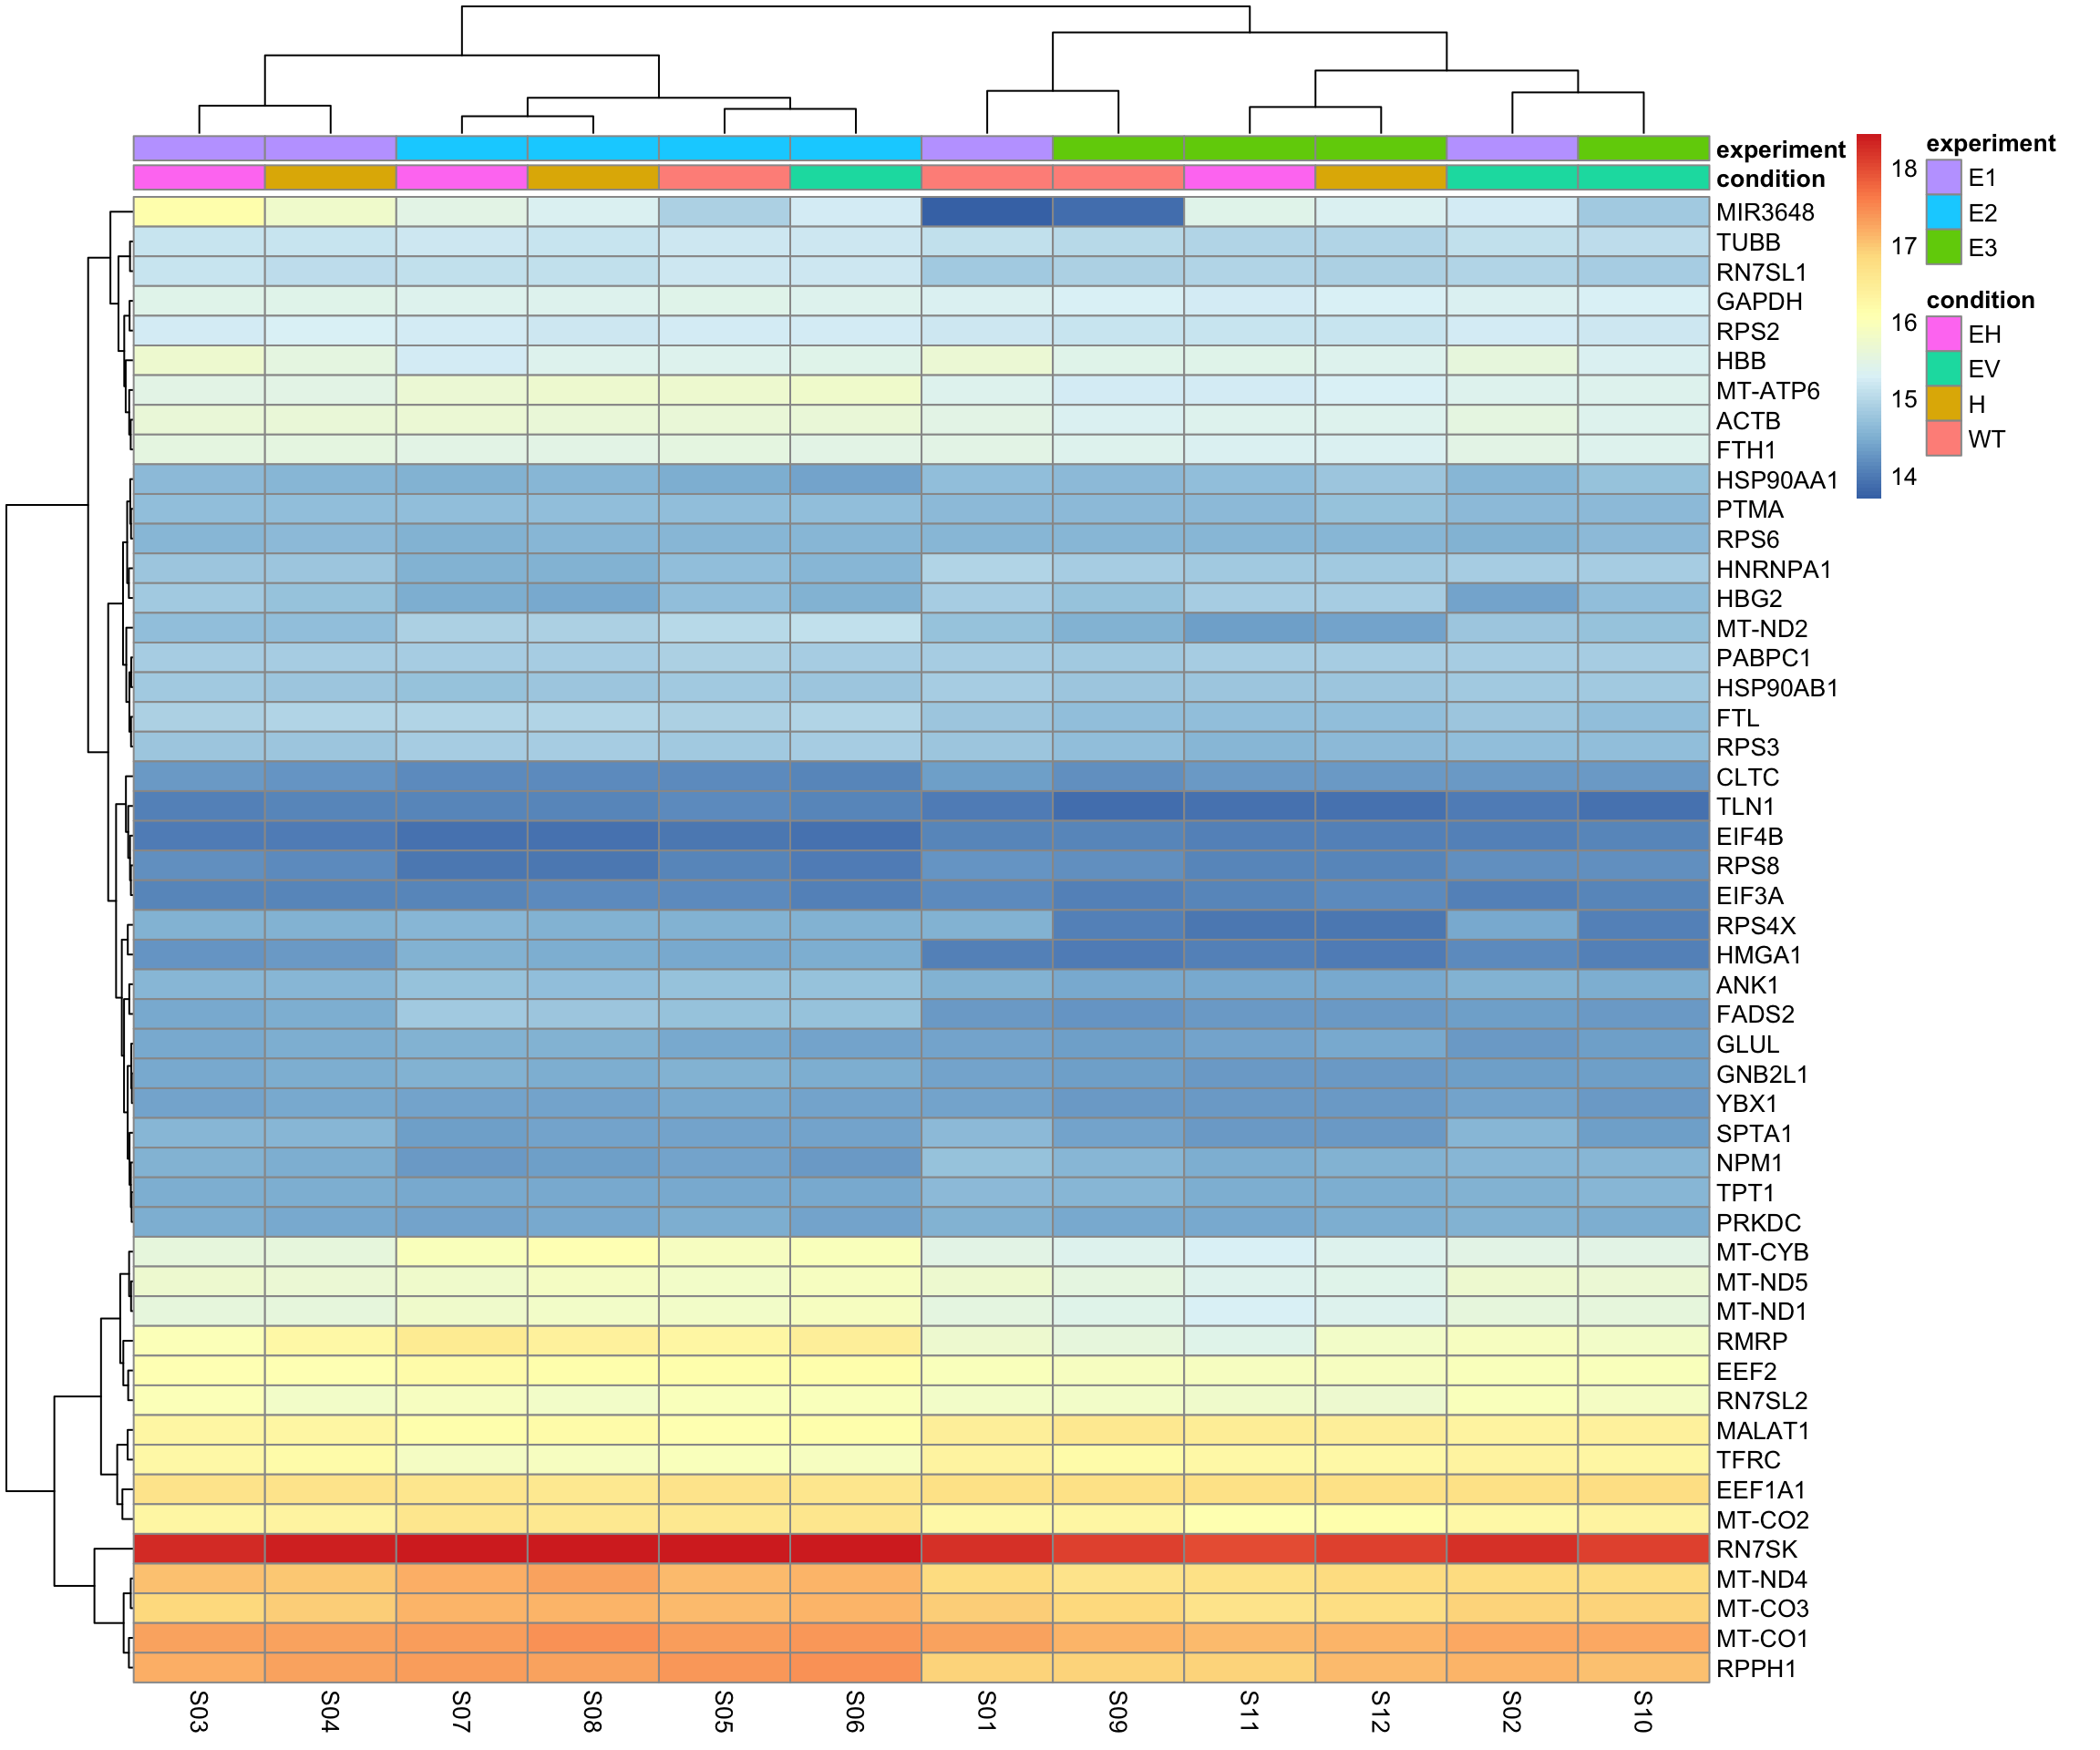 experiment
condition
MIR3648
TUBB
RN7SL1
GAPDH
RPS2
HBB
MT-ATP6
ACTB
FTH1
HSP90AA1
PTMA
RPS6
HNRNPA1
HBG2
MT-ND2
PABPC1
HSP90AB1
FTL
RPS3
CLTC
TLN1
EIF4B
RPS8
EIF3A
RPS4X
HMGA1
ANK1
FADS2
GLUL
GNB2L1
YBX1
SPTA1
NPM1
TPT1
PRKDC
MT-CYB
MT-ND5
MT-ND1
RMRP
EEF2
RN7SL2
MALAT1
TFRC
EEF1A1
MT-CO2
RN7SK
MT-ND4
MT-CO3
MT-CO1
RPPH1
S03 S04 S07 S08 S05 S06 S01 S09 S11 S12 S02 S10
18
17
16
15
14
experiment
E1
E2
E3
condition
EH
EV
H
WT